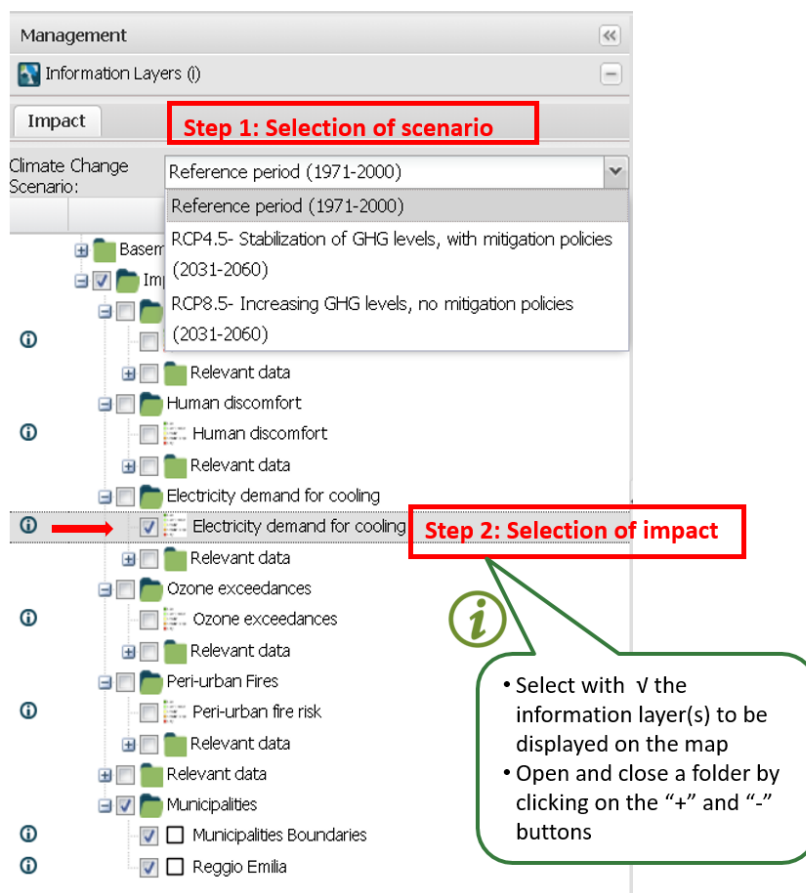 Management
Information Layers (i)
Impact
Step 1: Selection of scenario
Climate Change
Scenario:
Reference period (1971-2000)
Reference period (1971-2000)
RCP4.5- Stabilization of GHG levels, with mitigation policies
(2031-2060)
RCP8.5- Increasing GHG levels, no mitigation policies
(2031-2060)
Relevant data
Human discomfort
Human discomfort
Relevant data
Electricity demand for cooling
Electricity demand for cooling
Step 2: Selection of impact
Relevant data
Ozone exceedances
Ozone exceedances
Relevant data
Peri-urban Fires
Peri-urban fire risk
Relevant data
Relevant data
Municipalities
Municipalities Boundaries
Reggio Emilia
• Select with √ the
information layer(s) to be
displayed on the map
• Open and close a folder by
clicking on the “+” and “-”
buttons